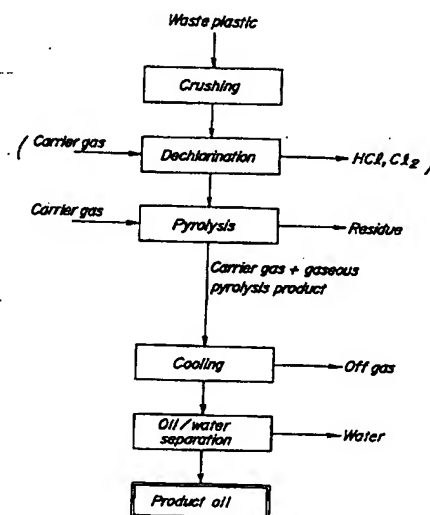 Waste plastic
Crushing
( Carrier gas
Dechlorination
HCl, Cl2 )
Carrier gas
Pyrolysis
Residue
Carrier gas + gaseous
pyrolysis product
Cooling
Off gas
Oil/water
separation
Water
Product oil